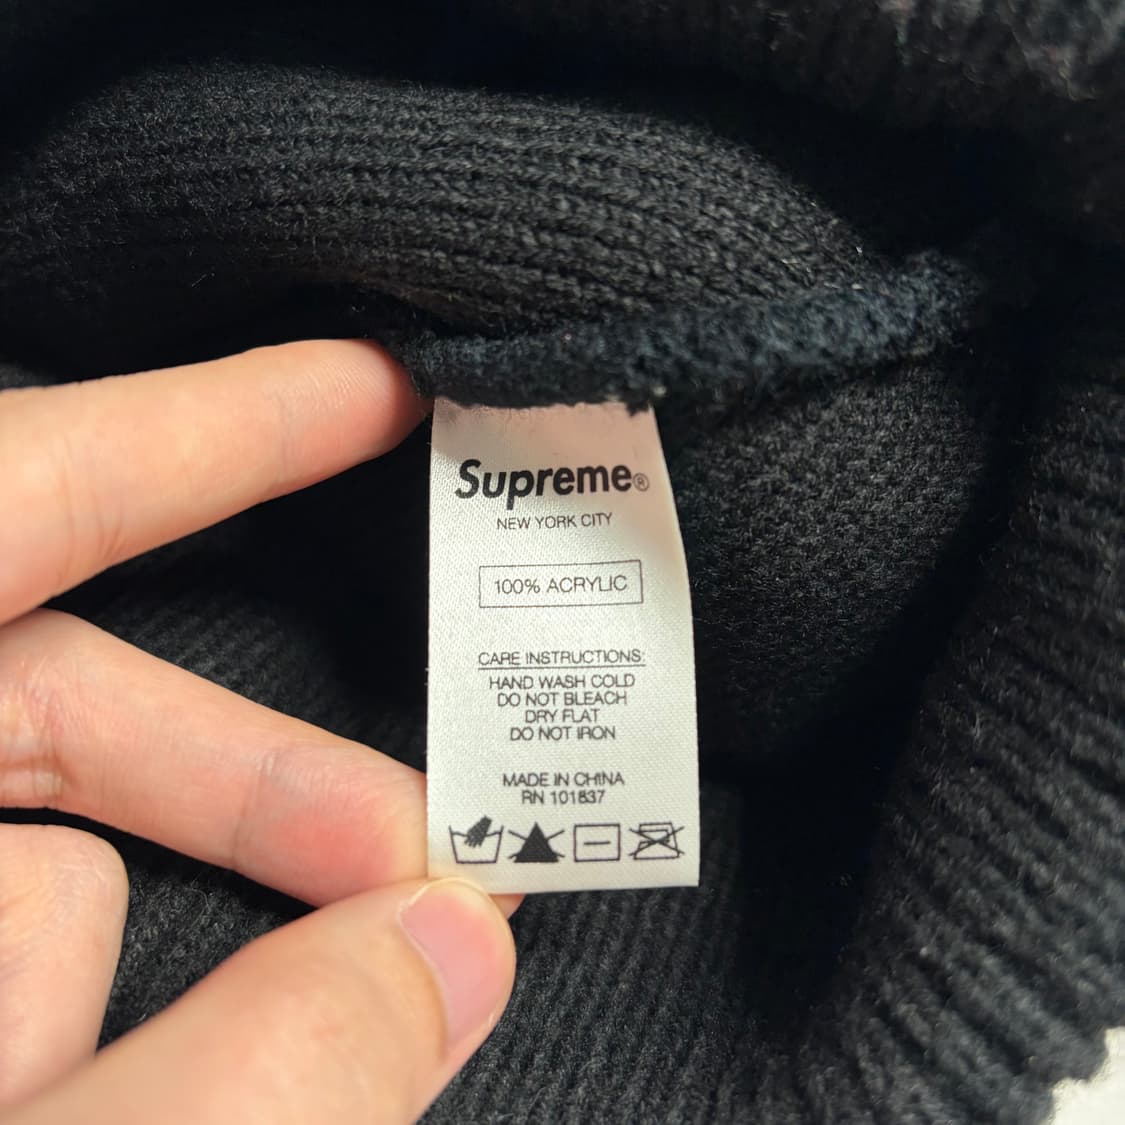 Supreme®
NEW YORK CITY
100% ACRYLIC
CARE INSTRUCTIONS:
HAND WASH COLD
DO NOT BLEACH
DRY FLAT
DO NOT IRON
MADE IN CHINA
RN 101837